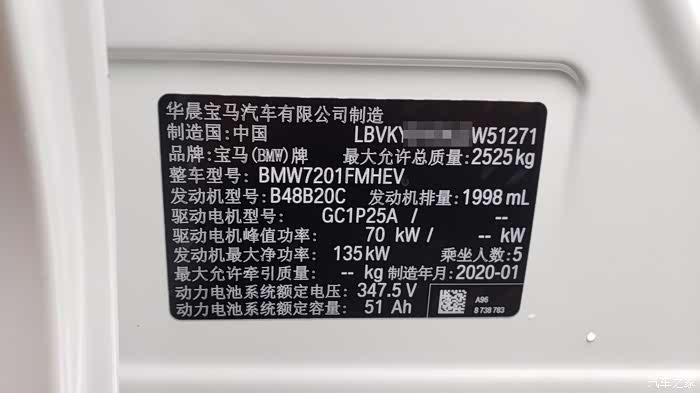 华晨宝马汽车有限公司制造
制造国:中国 LBVKY W51271
品牌:宝马(BMW)牌 最大允许总质量:2525kg
整车型号: BMW7201FMHEV
发动机型号:B48B20C 发动机排量:1998 mL
驱动电机型号: GC1P25A / --
驱动电机峰值功率: 70 kW / -- kW
发动机最大净功率: 135kW 乘坐人数:5
最大允许牵引质量: -- kg 制造年月:2020-01
动力电池系统额定电压: 347.5 V
动力电池系统额定容量: 51 Ah
A96
8 738 783
汽车之家